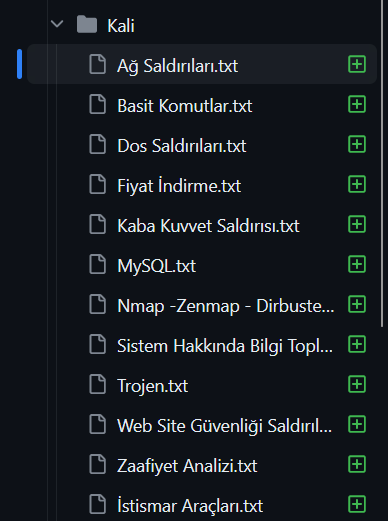 Kali
Ağ Saldırıları.txt
Basit Komutlar.txt
Dos Saldırıları.txt
Fiyat İndirme.txt
Kaba Kuvvet Saldırısı.txt
MySQL.txt
Nmap -Zenmap - Dirbuste...
Sistem Hakkında Bilgi Topl...
Trojen.txt
Web Site Güvenliği Saldırıl...
Zaafiyet Analizi.txt
İstismar Araçları.txt